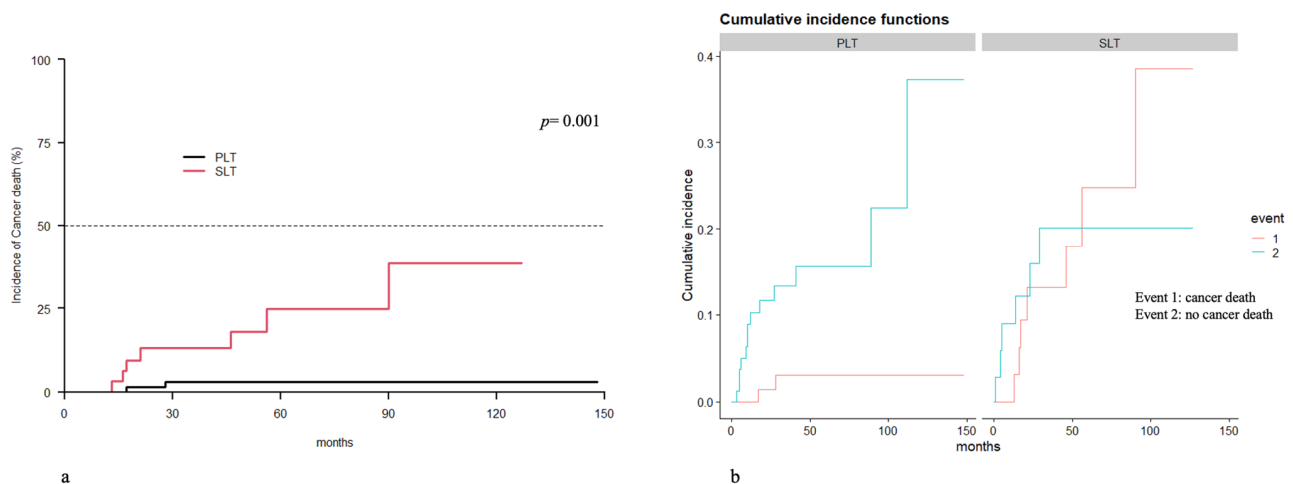 100
75
50
25
0
Incidence of Cancer death (%)
p= 0.001
PLT
SLT
0 30 60 90 120 150
months
a
Cumulative incidence functions
PLT SLT
0.4
0.3
0.2
0.1
0.0
Cumulative incidence
event
1
2
Event 1: cancer death
Event 2: no cancer death
0 50 100 150 0 50 100 150
months
b